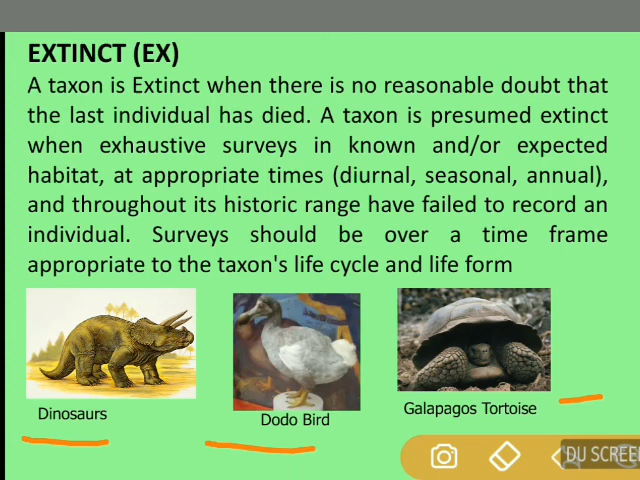 EXTINCT (EX)
A taxon is Extinct when there is no reasonable doubt that
the last individual has died. A taxon is presumed extinct
when exhaustive surveys in known and/or expected
habitat, at appropriate times (diurnal, seasonal, annual),
and throughout its historic range have failed to record an
individual. Surveys should be over a time frame
appropriate to the taxon's life cycle and life form
Dinosaurs
Dodo Bird
Galapagos Tortoise
DU SCREE